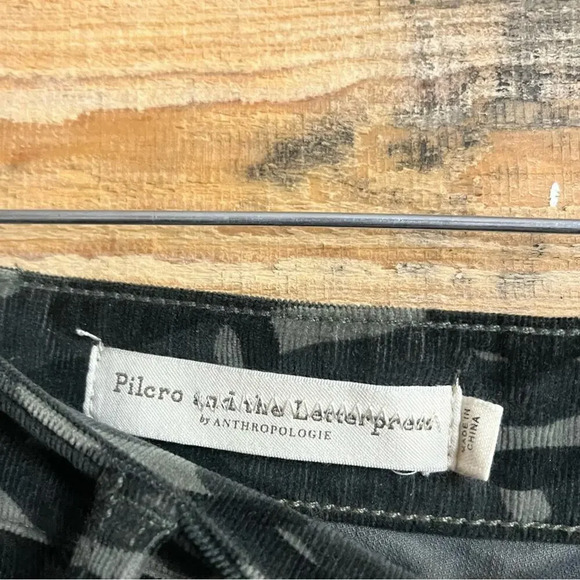 Pilcro and the Letterpress
by ANTHROPOLOGIE
MADE IN
CHINA